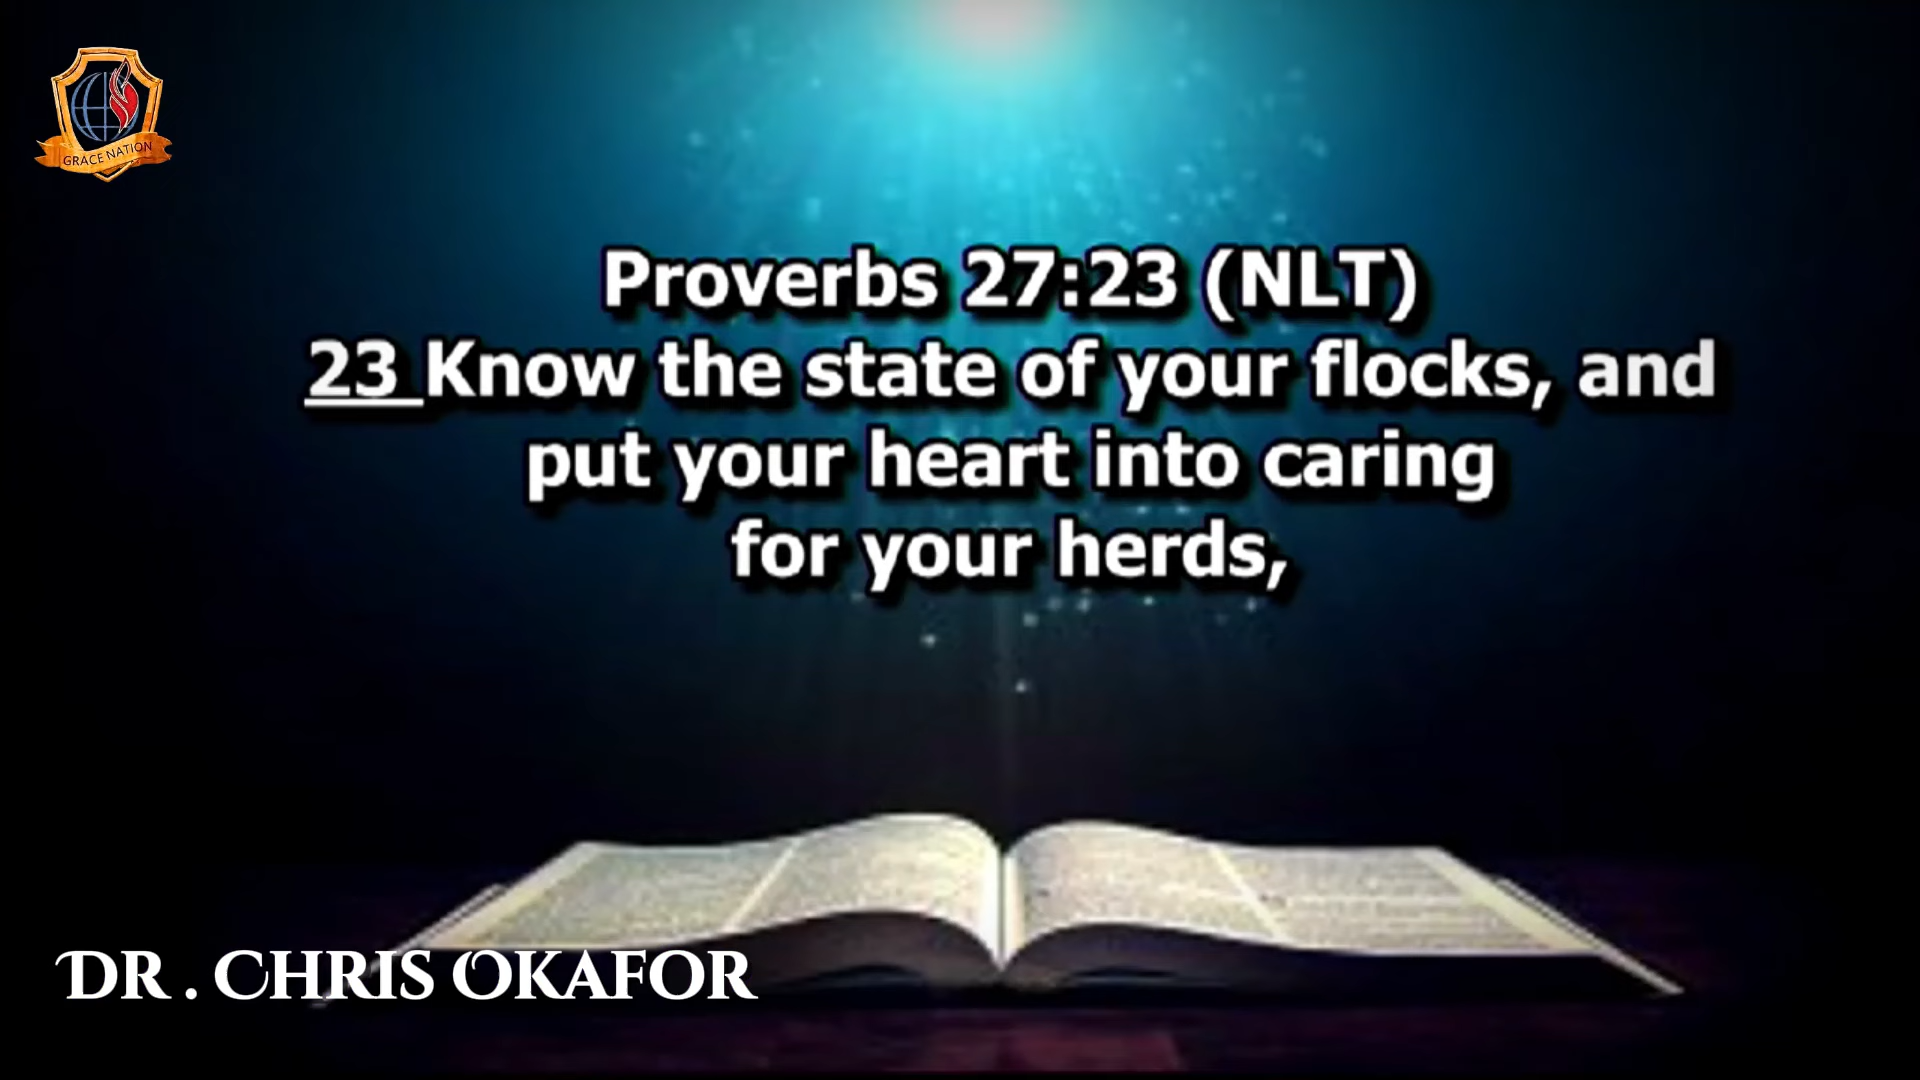 GRACE NATION
Proverbs 27:23 (NLT)
23 Know the state of your flocks, and
put your heart into caring
for your herds,
DR. CHRIS OKAFOR